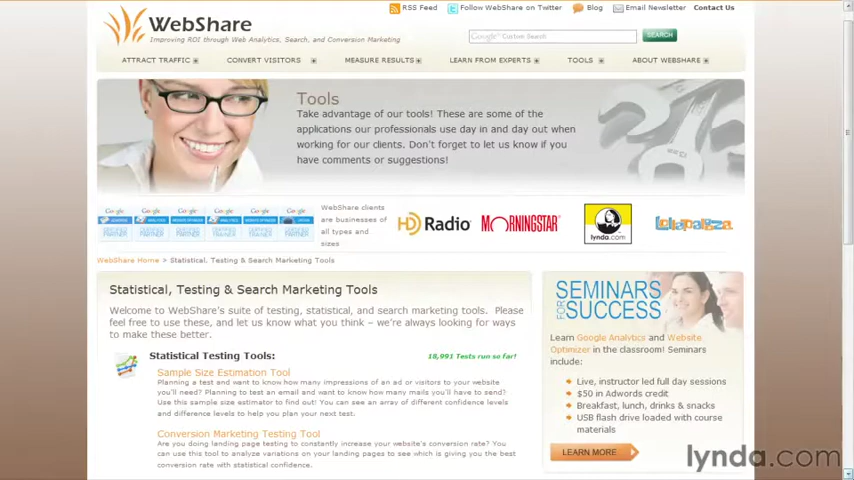 RSS Feed Follow WebShare on Twitter Blog Email Newsletter Contact Us
WebShare
Improving ROI through Web Analytics, Search, and Conversion Marketing
Google Custom Search SEARCH
ATTRACT TRAFFIC CONVERT VISITORS MEASURE RESULTS LEARN FROM EXPERTS TOOLS ABOUT WEBSHARE
Tools
Take advantage of our tools! These are some of the
applications our professionals use day in and day out when
working for our clients. Don't forget to let us know if you
have comments or suggestions!
Google Google Google Google Google Google
WebShare clients
are businesses of
all types and
sizes
HD Radio
MORNINGSTAR
lynda.com
lollapalooza
WebShare Home > Statistical, Testing & Search Marketing Tools
Statistical, Testing & Search Marketing Tools
Welcome to WebShare's suite of testing, statistical, and search marketing tools. Please
feel free to use these, and let us know what you think – we're always looking for ways
to make these better.
Statistical Testing Tools: 18,991 Tests run so far!
Sample Size Estimation Tool
Planning a test and want to know how many impressions of an ad or visitors to your website
you'll need? Planning to test an email and want to know how many mails you'll have to send?
Use this sample size estimator to find out! You can see an array of different confidence levels
and difference levels to help you plan your next test.
Conversion Marketing Testing Tool
Are you doing landing page testing to constantly increase your website's conversion rate? You
can use this tool to analyze variations on your landing pages to see which is giving you the best
conversion rate with statistical confidence.
SEMINARS
FOR SUCCESS
Learn Google Analytics and Website
Optimizer in the classroom! Seminars
include:
Live, instructor led full day sessions
$50 in Adwords credit
Breakfast, lunch, drinks & snacks
USB flash drive loaded with course
materials
LEARN MORE
lynda.com